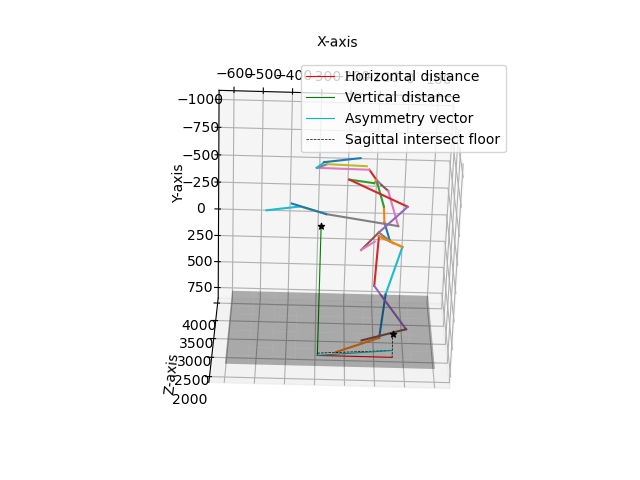 X-axis
−600 −500 −400 300
Horizontal distance
Vertical distance
Asymmetry vector
Sagittal intersect floor
Y-axis
−1000
−750
−500
−250
0
250
500
750
Z-axis
4000
3500
3000
2500
2000